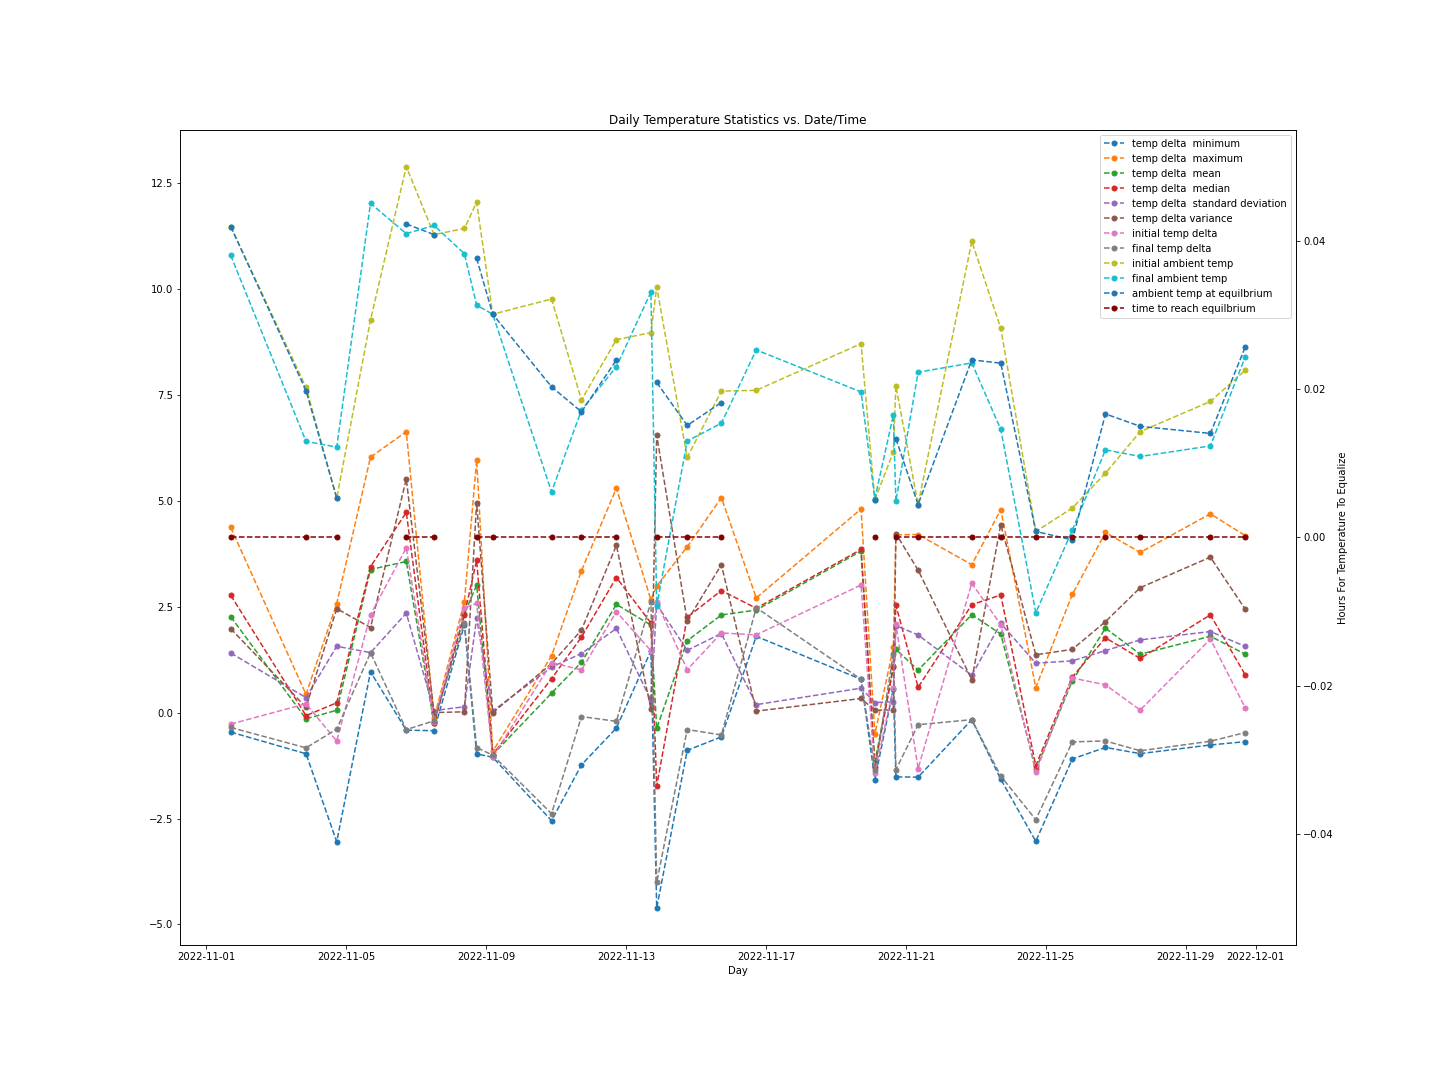 Daily Temperature Statistics vs. Date/Time
temp delta  minimum
temp delta  maximum
temp delta  mean
temp delta  median
temp delta  standard deviation
temp delta variance
initial temp delta
final temp delta
initial ambient temp
final ambient temp
ambient temp at equilbrium
time to reach equilbrium
12.5
10.0
7.5
5.0
2.5
0.0
−2.5
−5.0
0.04
0.02
0.00
−0.02
−0.04
Hours For Temperature To Equalize
2022-11-01 2022-11-05 2022-11-09 2022-11-13 2022-11-17 2022-11-21 2022-11-25 2022-11-29 2022-12-01
Day